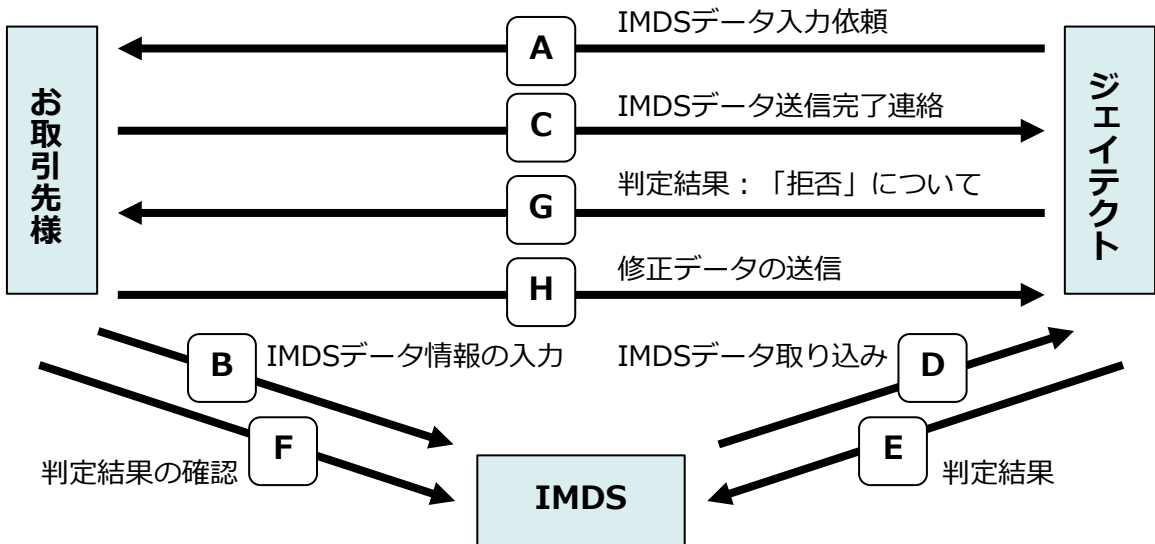 IMDSデータ入力依頼
A
お取引先様
ジェイテクト
IMDSデータ送信完了連絡
C
判定結果：「拒否」について
G
修正データの送信
H
B
IMDSデータ情報の入力
IMDSデータ取り込み
D
F
判定結果の確認
E
判定結果
IMDS